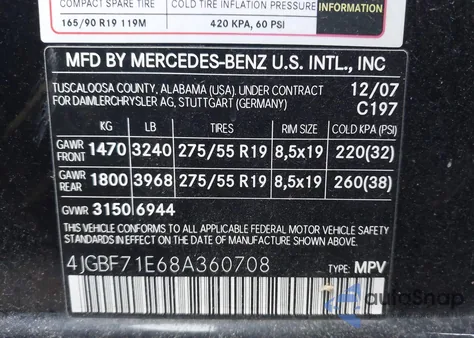 COMPACT SPARE TIRE COLD TIRE INFLATION PRESSURE
INFORMATION
165/90 R19 119M 420 KPA, 60 PSI
MFD BY MERCEDES-BENZ U.S. INTL., INC
TUSCALOOSA COUNTY, ALABAMA (USA). UNDER CONTRACT 12/07
FOR DAIMLERCHRYSLER AG, STUTTGART (GERMANY) C197
KG LB TIRES RIM SIZE COLD KPA (PSI)
GAWR FRONT 1470 3240 275/55 R19 8,5x19 220(32)
GAWR REAR 1800 3968 275/55 R19 8,5x19 260(38)
GVWR 3150 6944
THIS VEHICLE CONFORMS TO ALL APPLICABLE FEDERAL MOTOR VEHICLE
SAFETY STANDARDS IN EFFECT ON THE DATE OF MANUFACTURE SHOWN ABOVE.
4JGBF71E68A360708 TYPE: MPV
autoSnap